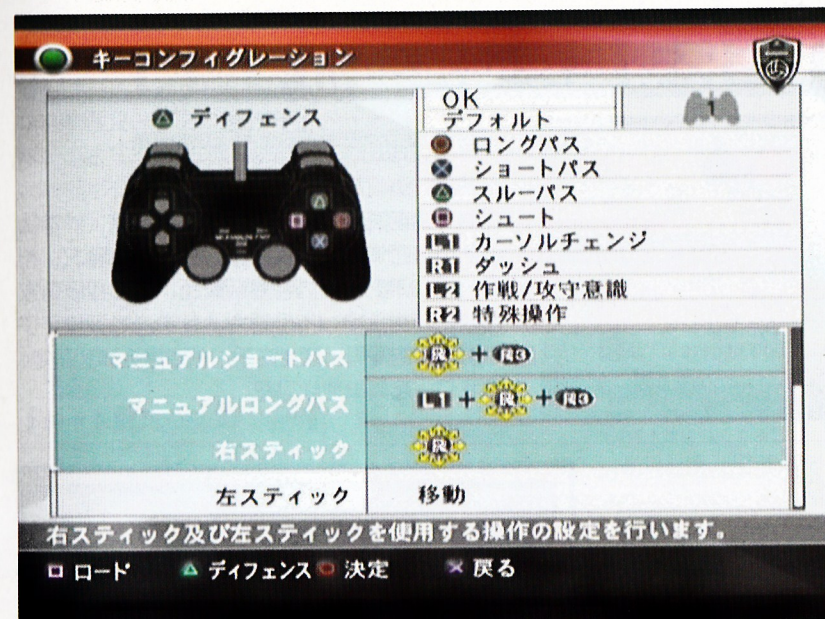 キーコンフィグレーション
△ ディフェンス
OK
デフォルト
1
○ ロングパス
× ショートパス
△ スルーパス
□ シュート
L1 カーソルチェンジ
R1 ダッシュ
L2 作戦/攻守意識
R2 特殊操作
マニュアルショートパス R + R3
マニュアルロングパス L1 + R + R3
右スティック R
左スティック 移動
右スティック及び左スティックを使用する操作の設定を行います。
□ ロード △ ディフェンス ○ 決定 × 戻る